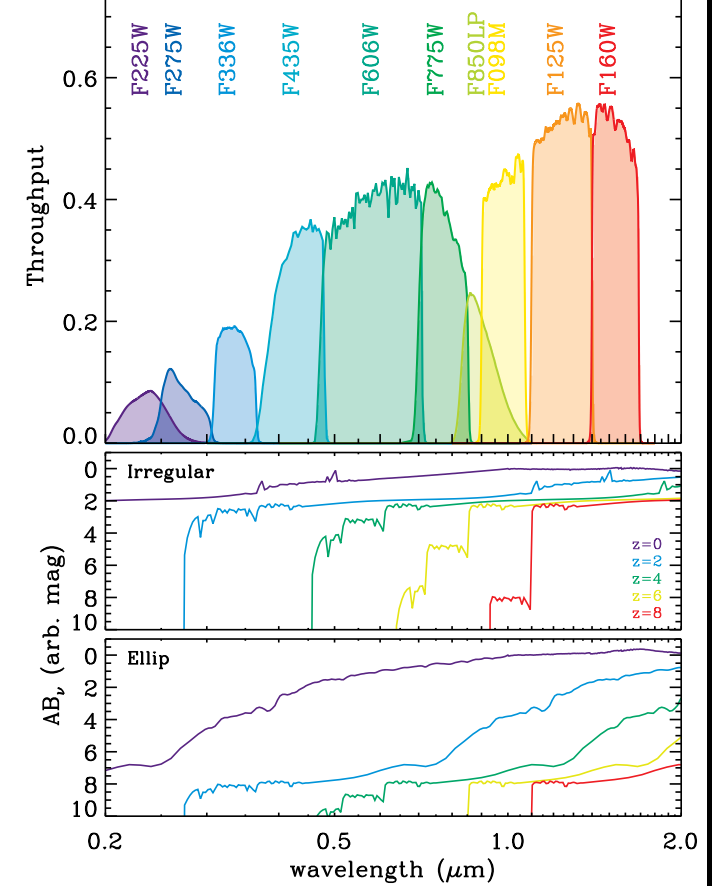 F225W F275W F336W F435W F606W F775W F850LP F098M F125W F160W
0.6
0.4
0.2
0.0
Throughput
Irregular
0
2
4
6
8
10
z=0
z=2
z=4
z=6
z=8
ABν (arb. mag)
Ellip
0
2
4
6
8
10
0.2 0.5 1.0 2.0
wavelength (μm)